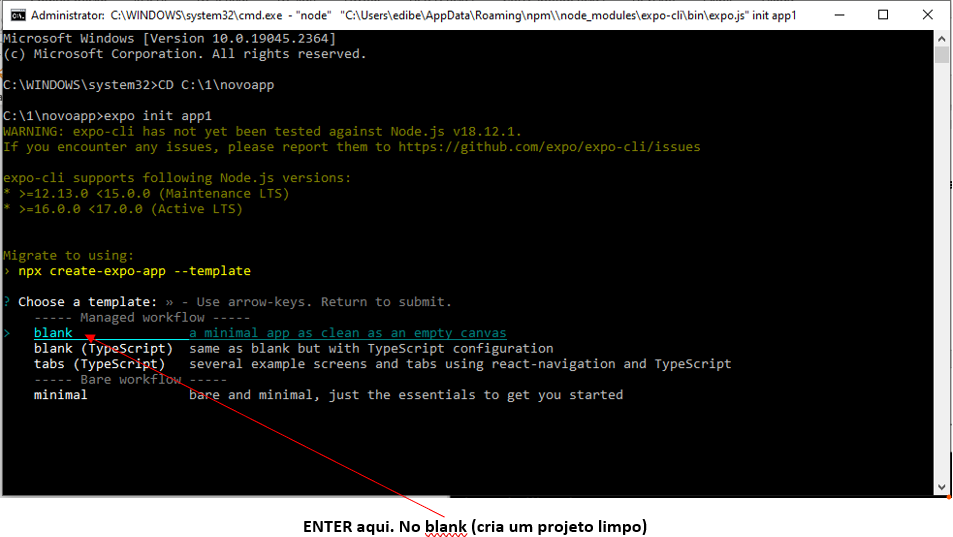 Administrator: C:\WINDOWS\system32\cmd.exe - "node" "C:\Users\edibe\AppData\Roaming\npm\\node_modules\expo-cli\bin\expo.js" init app1
Microsoft Windows [Version 10.0.19045.2364]
(c) Microsoft Corporation. All rights reserved.
C:\WINDOWS\system32>CD C:\1\novoapp
C:\1\novoapp>expo init app1
WARNING: expo-cli has not yet been tested against Node.js v18.12.1.
If you encounter any issues, please report them to https://github.com/expo/expo-cli/issues
expo-cli supports following Node.js versions:
* >=12.13.0 <15.0.0 (Maintenance LTS)
* >=16.0.0 <17.0.0 (Active LTS)
Migrate to using:
› npx create-expo-app --template
? Choose a template: » - Use arrow-keys. Return to submit.
----- Managed workflow -----
> blank a minimal app as clean as an empty canvas
blank (TypeScript) same as blank but with TypeScript configuration
tabs (TypeScript) several example screens and tabs using react-navigation and TypeScript
----- Bare workflow -----
minimal bare and minimal, just the essentials to get you started
ENTER aqui. No blank (cria um projeto limpo)